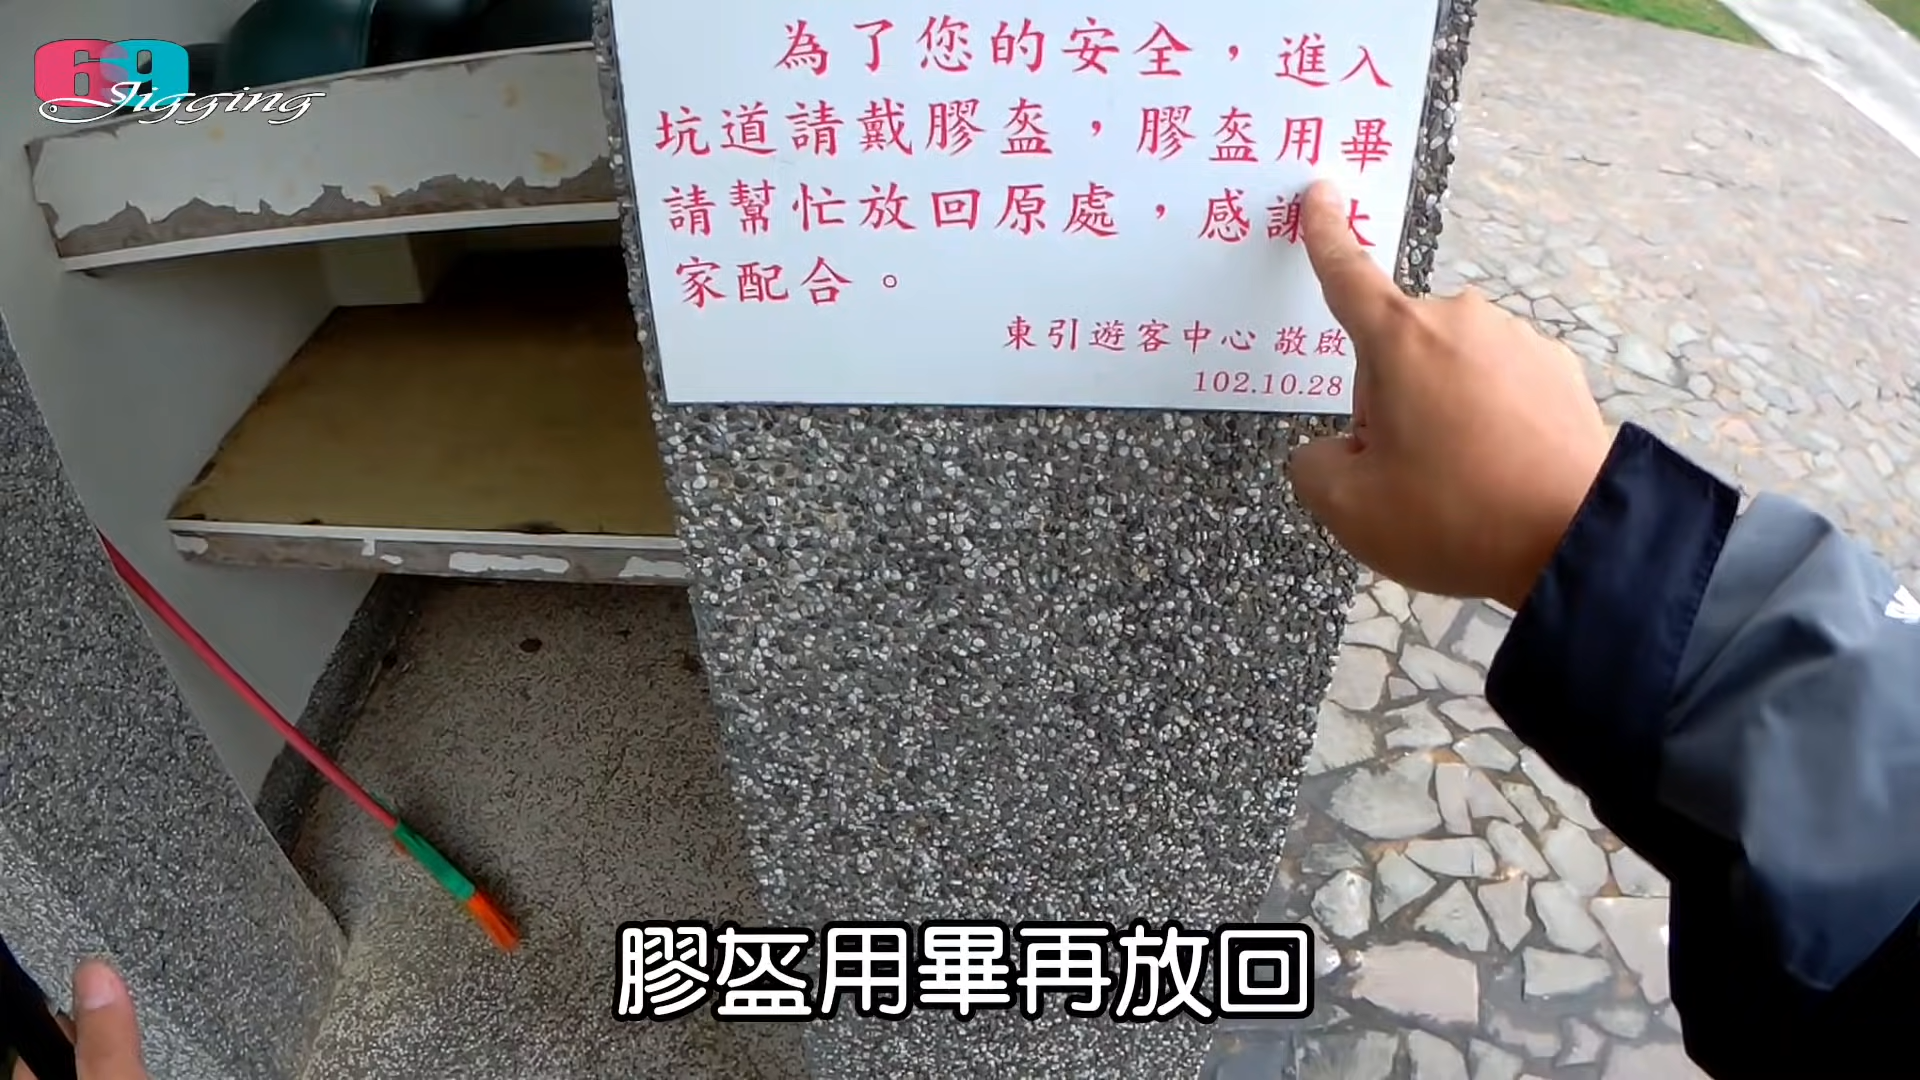 69
Jigging
為了您的安全，進入
坑道請戴膠盔，膠盔用畢
請幫忙放回原處，感謝大
家配合。
東引遊客中心 敬啟
102.10.28
膠盔用畢再放回